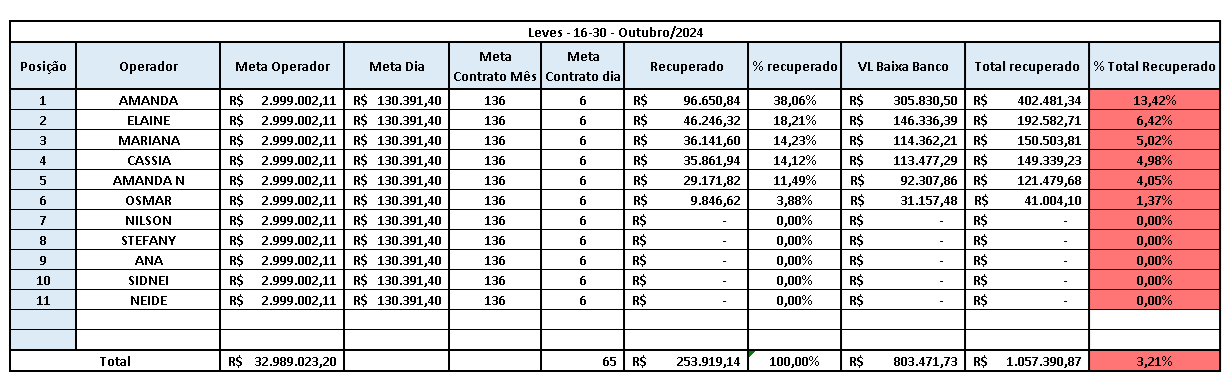 Leves - 16-30 - Outubro/2024
Posição Operador Meta Operador Meta Dia Meta Contrato Mês Meta Contrato dia Recuperado % recuperado VL Baixa Banco Total recuperado % Total Recuperado
1 AMANDA R$ 2.999.002,11 R$ 130.391,40 136 6 R$ 96.650,84 38,06% R$ 305.830,50 R$ 402.481,34 13,42%
2 ELAINE R$ 2.999.002,11 R$ 130.391,40 136 6 R$ 46.246,32 18,21% R$ 146.336,39 R$ 192.582,71 6,42%
3 MARIANA R$ 2.999.002,11 R$ 130.391,40 136 6 R$ 36.141,60 14,23% R$ 114.362,21 R$ 150.503,81 5,02%
4 CASSIA R$ 2.999.002,11 R$ 130.391,40 136 6 R$ 35.861,94 14,12% R$ 113.477,29 R$ 149.339,23 4,98%
5 AMANDA N R$ 2.999.002,11 R$ 130.391,40 136 6 R$ 29.171,82 11,49% R$ 92.307,86 R$ 121.479,68 4,05%
6 OSMAR R$ 2.999.002,11 R$ 130.391,40 136 6 R$ 9.846,62 3,88% R$ 31.157,48 R$ 41.004,10 1,37%
7 NILSON R$ 2.999.002,11 R$ 130.391,40 136 6 R$ - 0,00% R$ - R$ - 0,00%
8 STEFANY R$ 2.999.002,11 R$ 130.391,40 136 6 R$ - 0,00% R$ - R$ - 0,00%
9 ANA R$ 2.999.002,11 R$ 130.391,40 136 6 R$ - 0,00% R$ - R$ - 0,00%
10 SIDNEI R$ 2.999.002,11 R$ 130.391,40 136 6 R$ - 0,00% R$ - R$ - 0,00%
11 NEIDE R$ 2.999.002,11 R$ 130.391,40 136 6 R$ - 0,00% R$ - R$ - 0,00%
Total R$ 32.989.023,20 65 R$ 253.919,14 100,00% R$ 803.471,73 R$ 1.057.390,87 3,21%